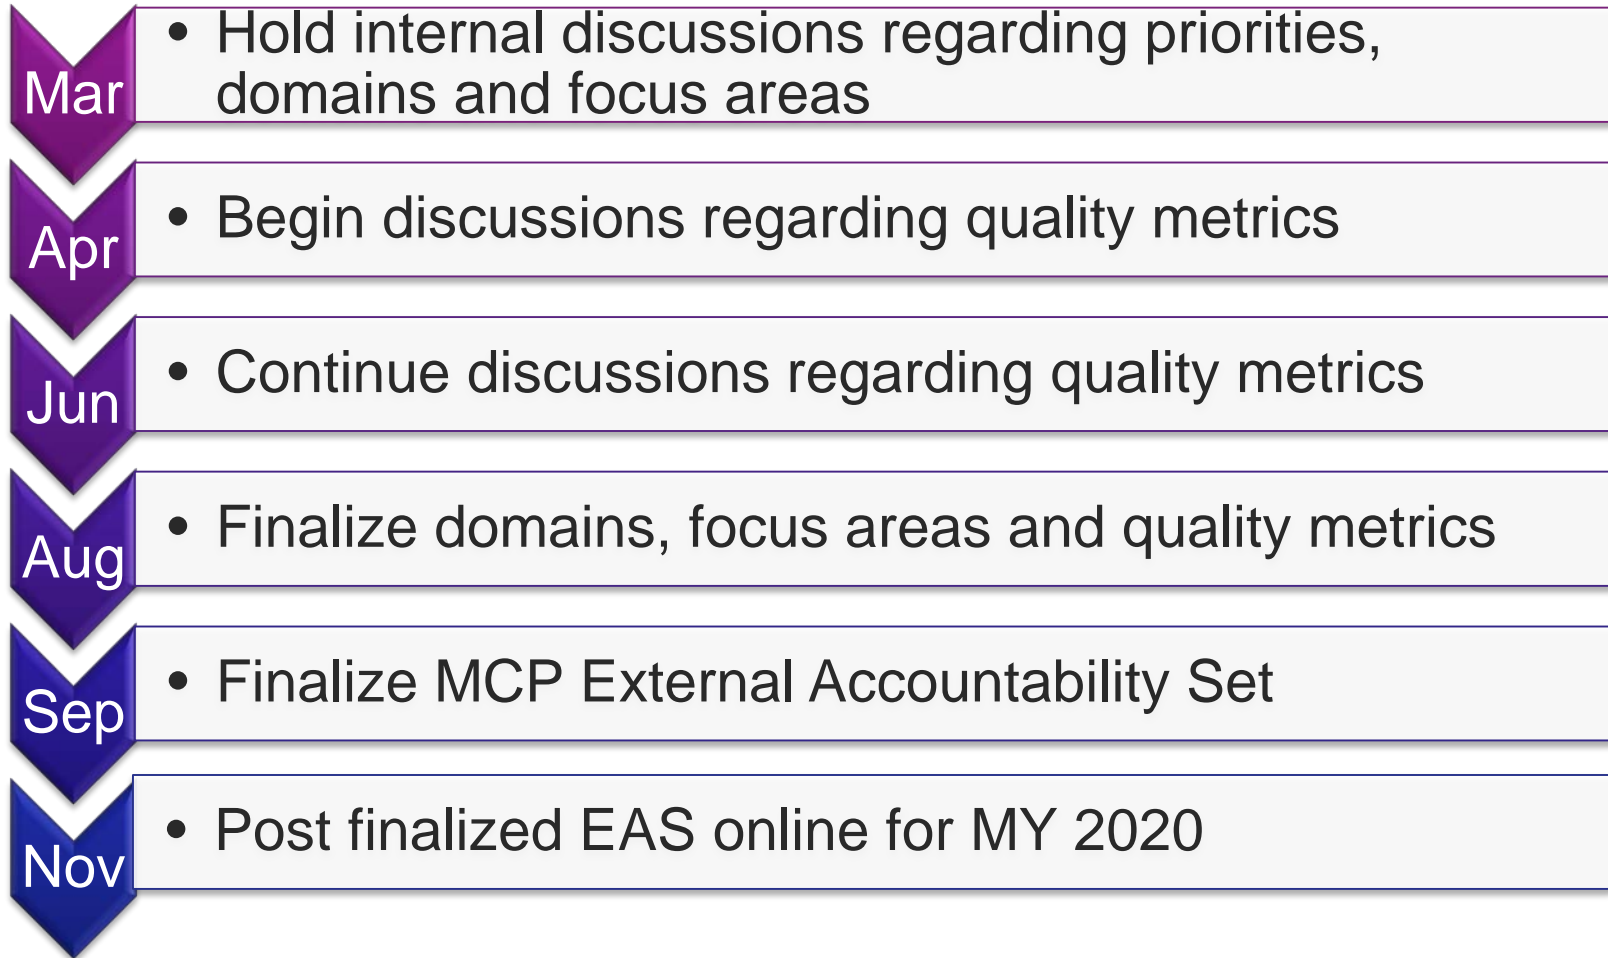 Mar
• Hold internal discussions regarding priorities,
domains and focus areas
Apr
• Begin discussions regarding quality metrics
Jun
• Continue discussions regarding quality metrics
Aug
• Finalize domains, focus areas and quality metrics
Sep
• Finalize MCP External Accountability Set
Nov
• Post finalized EAS online for MY 2020